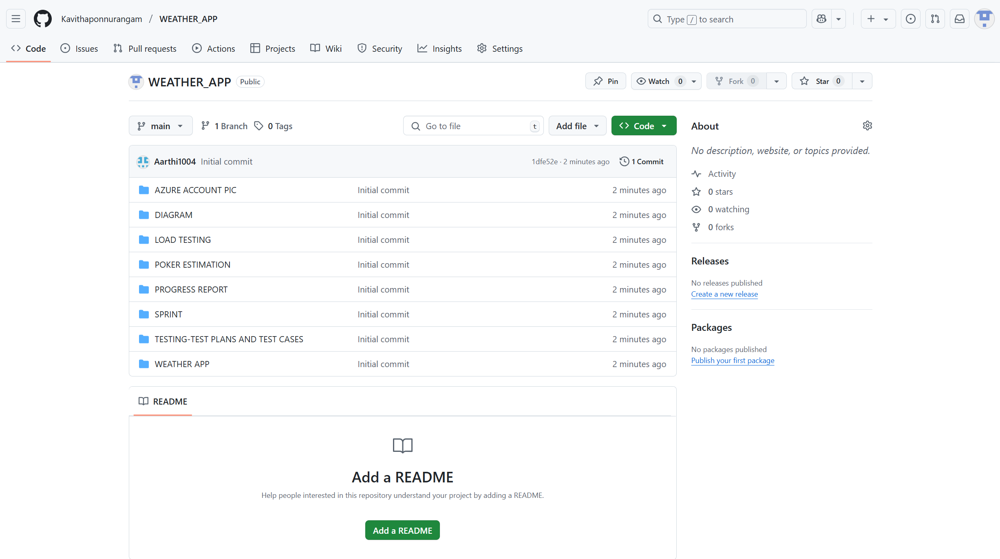 Kavithaponnurangam / WEATHER_APP
Type / to search
Code Issues Pull requests Actions Projects Wiki Security Insights Settings
WEATHER_APP Public
Pin Watch 0 Fork 0 Star 0
main 1 Branch 0 Tags Go to file t Add file Code
Aarthi1004 Initial commit 1dfe52e · 2 minutes ago 1 Commit
AZURE ACCOUNT PIC Initial commit 2 minutes ago
DIAGRAM Initial commit 2 minutes ago
LOAD TESTING Initial commit 2 minutes ago
POKER ESTIMATION Initial commit 2 minutes ago
PROGRESS REPORT Initial commit 2 minutes ago
SPRINT Initial commit 2 minutes ago
TESTING-TEST PLANS AND TEST CASES Initial commit 2 minutes ago
WEATHER APP Initial commit 2 minutes ago
README
Add a README
Help people interested in this repository understand your project by adding a README.
Add a README
About
No description, website, or topics provided.
Activity
0 stars
0 watching
0 forks
Releases
No releases published
Create a new release
Packages
No packages published
Publish your first package